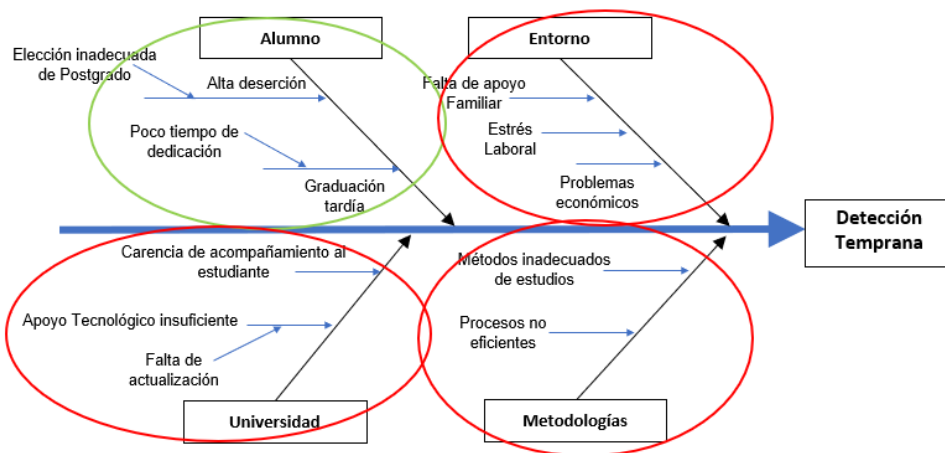 Alumno
Entorno
Elección inadecuada
de Postgrado
Alta deserción
Poco tiempo de
dedicación
Graduación
tardía
Falta de apoyo
Familiar
Estrés
Laboral
Problemas
económicos
Detección
Temprana
Carencia de acompañamiento al
estudiante
Apoyo Tecnológico insuficiente
Falta de
actualización
Métodos inadecuados
de estudios
Procesos no
eficientes
Universidad
Metodologías